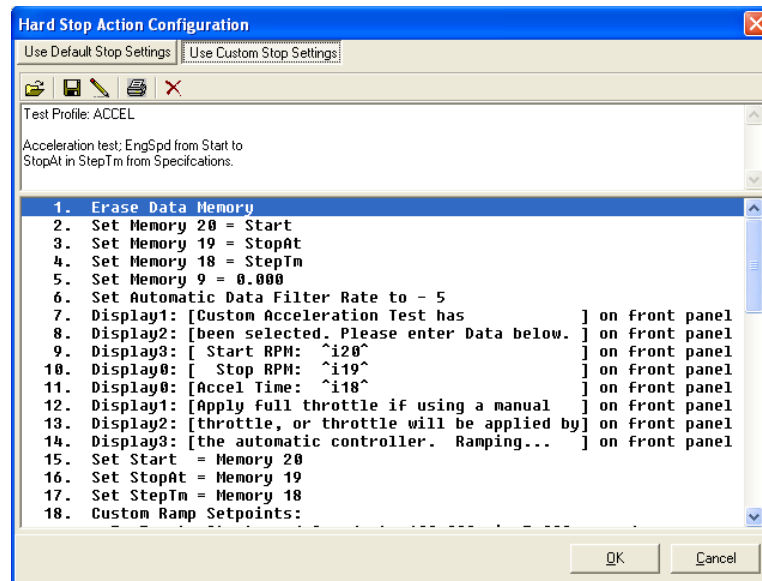 Hard Stop Action Configuration
Use Default Stop Settings Use Custom Stop Settings
Test Profile: ACCEL
Acceleration test; EngSpd from Start to
StopAt in StepTm from Specifcations.
1. Erase Data Memory
2. Set Memory 20 = Start
3. Set Memory 19 = StopAt
4. Set Memory 18 = StepTm
5. Set Memory 9 = 0.000
6. Set Automatic Data Filter Rate to - 5
7. Display1: [Custom Acceleration Test has ] on front panel
8. Display2: [been selected. Please enter Data below. ] on front panel
9. Display3: [ Start RPM: ^i20^ ] on front panel
10. Display0: [ Stop RPM: ^i19^ ] on front panel
11. Display0: [Accel Time: ^i18^ ] on front panel
12. Display1: [Apply full throttle if using a manual ] on front panel
13. Display2: [throttle, or throttle will be applied by] on front panel
14. Display3: [the automatic controller. Ramping... ] on front panel
15. Set Start = Memory 20
16. Set StopAt = Memory 19
17. Set StepTm = Memory 18
18. Custom Ramp Setpoints:
OK Cancel